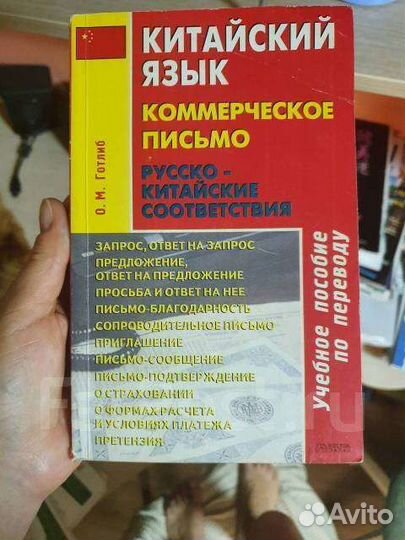 КИТАЙСКИЙ
ЯЗЫК
КОММЕРЧЕСКОЕ
ПИСЬМО
РУССКО -
КИТАЙСКИЕ
СООТВЕТСТВИЯ
О. М. Готлиб
ЗАПРОС, ОТВЕТ НА ЗАПРОС
ПРЕДЛОЖЕНИЕ,
ОТВЕТ НА ПРЕДЛОЖЕНИЕ
ПРОСЬБА И ОТВЕТ НА НЕЕ
ПИСЬМО-БЛАГОДАРНОСТЬ
СОПРОВОДИТЕЛЬНОЕ ПИСЬМО
ПРИГЛАШЕНИЕ
ПИСЬМО-СООБЩЕНИЕ
ПИСЬМО-ПОДТВЕРЖДЕНИЕ
О СТРАХОВАНИИ
О ФОРМАХ РАСЧЕТА
И УСЛОВИЯХ ПЛАТЕЖА
ПРЕТЕНЗИЯ
Учебное пособие
по переводу
Avito